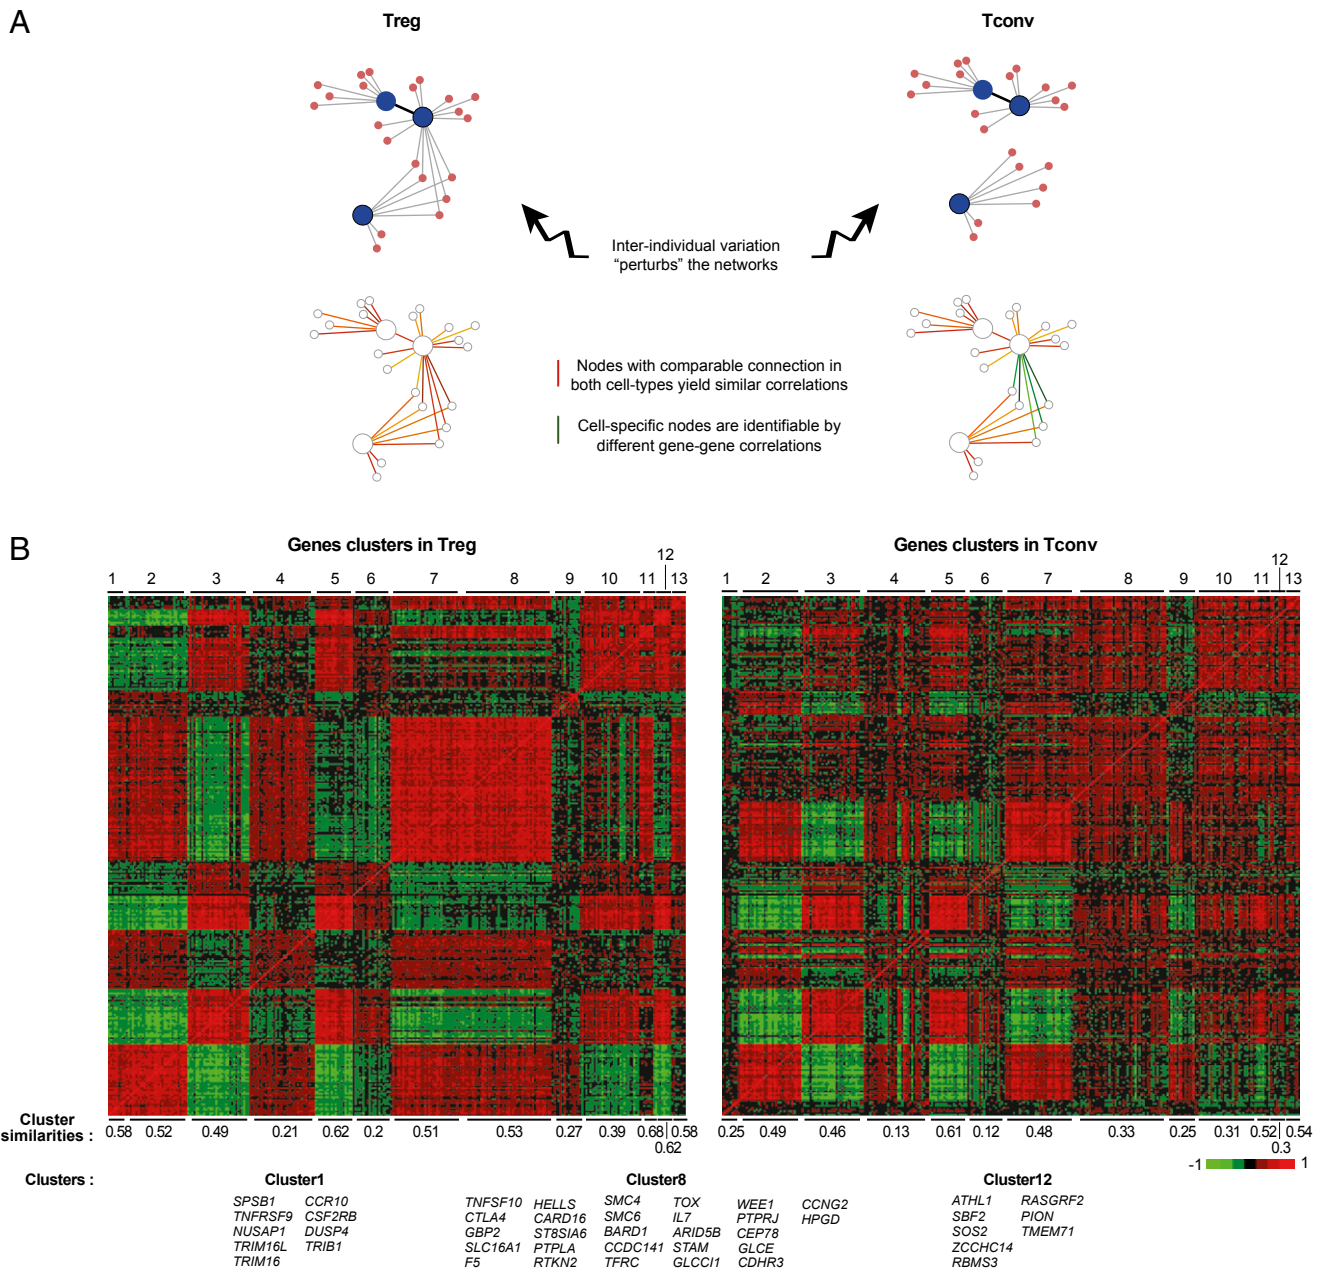 A
Treg
Tconv
Inter-individual variation
“perturbs” the networks
Nodes with comparable connection in
both cell-types yield similar correlations
Cell-specific nodes are identifiable by
different gene-gene correlations
B
Genes clusters in Treg
1 2 3 4 5 6 7 8 9 10 11 12 13
Genes clusters in Tconv
1 2 3 4 5 6 7 8 9 10 11 12 13
Cluster
similarities :
0.58 0.52 0.49 0.21 0.62 0.2 0.51 0.53 0.27 0.39 0.68 0.62 0.58
0.25 0.49 0.46 0.13 0.61 0.12 0.48 0.33 0.25 0.31 0.52 0.3 0.54
-1 1
Clusters :
Cluster1
SPSB1 CCR10
TNFRSF9 CSF2RB
NUSAP1 DUSP4
TRIM16L TRIB1
TRIM16
Cluster8
TNFSF10 HELLS SMC4 TOX WEE1 CCNG2
CTLA4 CARD16 SMC6 IL7 PTPRJ HPGD
GBP2 ST8SIA6 BARD1 ARID5B CEP78
SLC16A1 PTPLA CCDC141 STAM GLCE
F5 RTKN2 TFRC GLCCI1 CDHR3
Cluster12
ATHL1 RASGRF2
SBF2 PION
SOS2 TMEM71
ZCCHC14
RBMS3